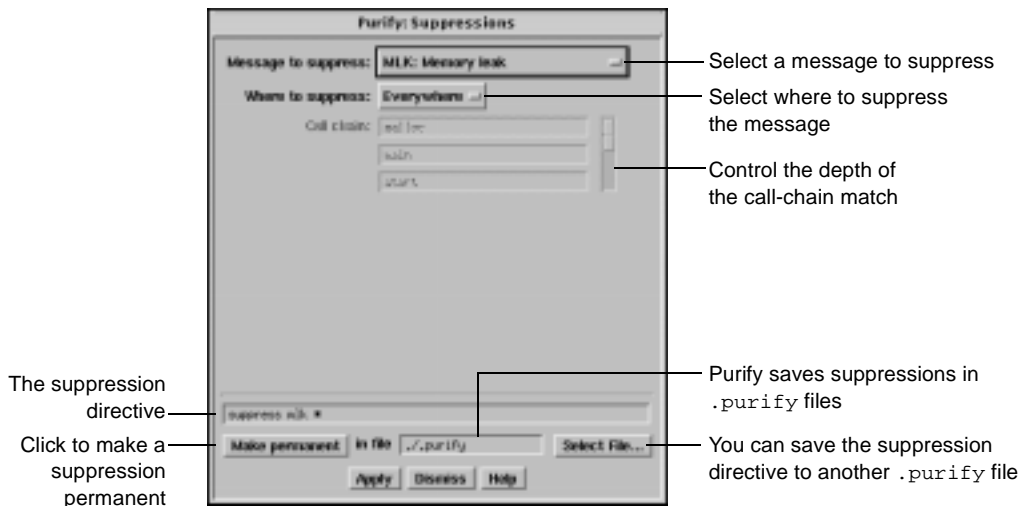 Purify: Suppressions
Message to suppress: MLK: Memory leak
Select a message to suppress
Where to suppress: Everywhere
Select where to suppress
the message
Call chain: malloc
main
start
Control the depth of
the call-chain match
The suppression
directive
suppress mlk *
Purify saves suppressions in
.purify files
Click to make a
suppression
permanent
Make permanent in file ./.purify Select File...
You can save the suppression
directive to another .purify file
Apply Dismiss Help